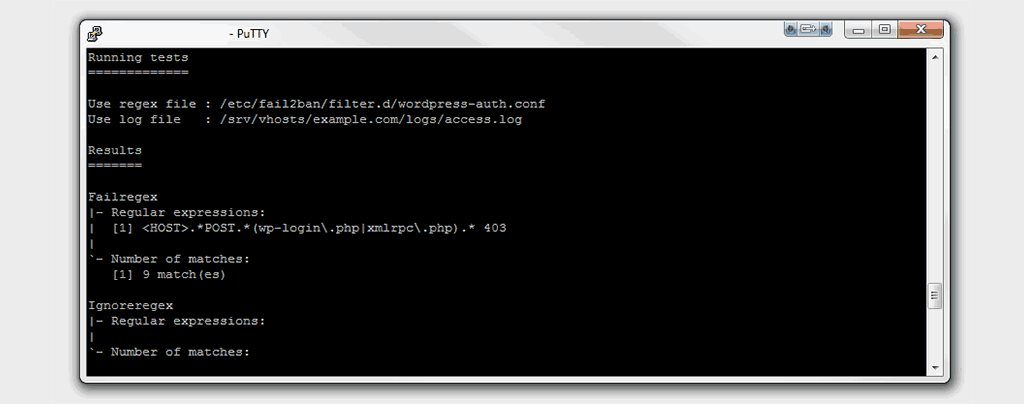 - PuTTY
Running tests
=============
Use regex file : /etc/fail2ban/filter.d/wordpress-auth.conf
Use log file   : /srv/vhosts/example.com/logs/access.log
Results
=======
Failregex
|- Regular expressions:
|  [1] <HOST>.*POST.*(wp-login\.php|xmlrpc\.php).* 403
|
`- Number of matches:
   [1] 9 match(es)
Ignoreregex
|- Regular expressions:
|
`- Number of matches: